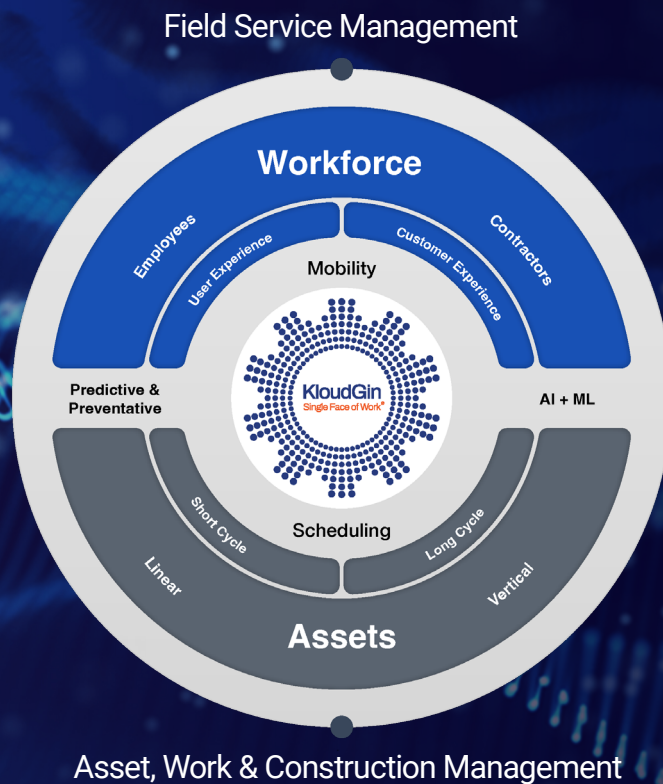 Field Service Management
Workforce
Employees
Contractors
User Experience
Customer Experience
Mobility
Predictive &
Preventative
KloudGin
Single Face of Work®
AI + ML
Scheduling
Short Cycle
Long Cycle
Linear
Vertical
Assets
Asset, Work & Construction Management